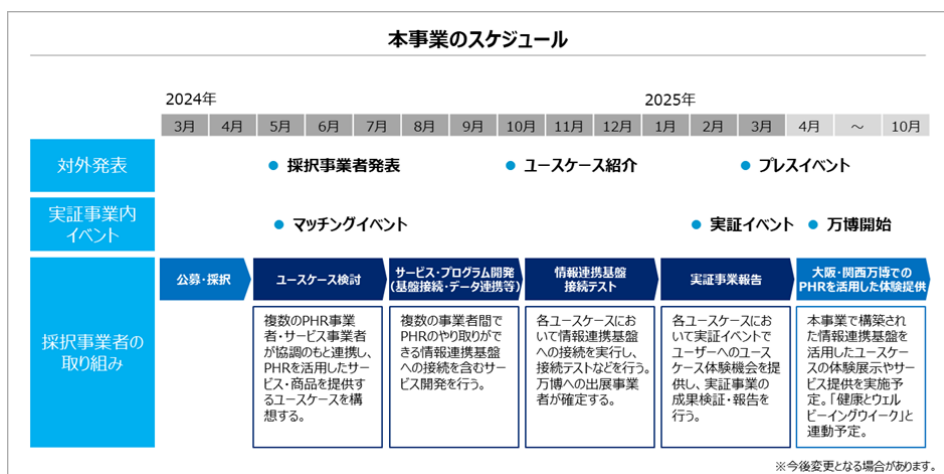 本事業のスケジュール
2024年
2025年
3月 4月 5月 6月 7月 8月 9月 10月 11月 12月 1月 2月 3月 4月 ～ 10月
対外発表
採択事業者発表
ユースケース紹介
プレスイベント
実証事業内
イベント
マッチングイベント
実証イベント
万博開始
採択事業者の
取り組み
公募・採択
ユースケース検討
複数のPHR事業
者・サービス事業者
が協調のもと連携し、
PHRを活用したサー
ビス・商品を提供す
るユースケースを構
想する。
サービス・プログラム開発
(基盤接続・データ連携等)
複数の事業者間で
PHRのやり取りがで
きる情報連携基盤
への接続を含むサー
ビス開発を行う。
情報連携基盤
接続テスト
各ユースケースにお
いて情報連携基盤
への接続を実行し、
接続テストなどを行う。
万博への出展事業
者が確定する。
実証事業報告
各ユースケースにお
いて実証イベントで
ユーザーへのユース
ケース体験機会を提
供し、実証事業の
成果検証・報告を
行う。
大阪・関西万博での
PHRを活用した体験提供
本事業で構築され
た情報連携基盤を
活用したユースケース
の体験展示やサー
ビス提供を実施予
定。「健康とウェル
ビーイングウイーク」と
連動予定。
※今後変更となる場合があります。